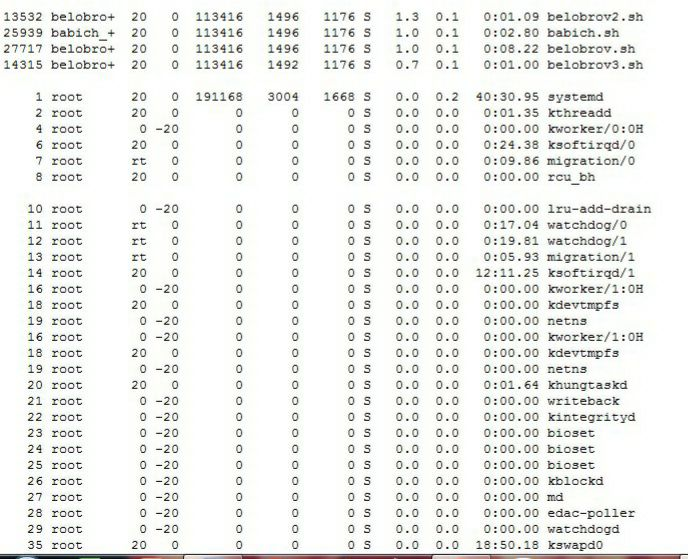 13532 belobro+ 20 0 113416 1496 1176 S 1.3 0.1 0:01.09 belobrov2.sh
25939 babich_+ 20 0 113416 1496 1176 S 1.0 0.1 0:02.80 babich.sh
27717 belobro+ 20 0 113416 1496 1176 S 1.0 0.1 0:08.22 belobrov.sh
14315 belobro+ 20 0 113416 1492 1176 S 0.7 0.1 0:01.00 belobrov3.sh
1 root 20 0 191168 3004 1668 S 0.0 0.2 40:30.95 systemd
2 root 20 0 0 0 0 S 0.0 0.0 0:01.35 kthreadd
4 root 0 -20 0 0 0 S 0.0 0.0 0:00.00 kworker/0:0H
6 root 20 0 0 0 0 S 0.0 0.0 0:24.38 ksoftirqd/0
7 root rt 0 0 0 0 S 0.0 0.0 0:09.86 migration/0
8 root 20 0 0 0 0 S 0.0 0.0 0:00.00 rcu_bh
10 root 0 -20 0 0 0 S 0.0 0.0 0:00.00 lru-add-drain
11 root rt 0 0 0 0 S 0.0 0.0 0:17.04 watchdog/0
12 root rt 0 0 0 0 S 0.0 0.0 0:19.81 watchdog/1
13 root rt 0 0 0 0 S 0.0 0.0 0:05.93 migration/1
14 root 20 0 0 0 0 S 0.0 0.0 12:11.25 ksoftirqd/1
16 root 0 -20 0 0 0 S 0.0 0.0 0:00.00 kworker/1:0H
18 root 20 0 0 0 0 S 0.0 0.0 0:00.00 kdevtmpfs
19 root 0 -20 0 0 0 S 0.0 0.0 0:00.00 netns
16 root 0 -20 0 0 0 S 0.0 0.0 0:00.00 kworker/1:0H
18 root 20 0 0 0 0 S 0.0 0.0 0:00.00 kdevtmpfs
19 root 0 -20 0 0 0 S 0.0 0.0 0:00.00 netns
20 root 20 0 0 0 0 S 0.0 0.0 0:01.64 khungtaskd
21 root 0 -20 0 0 0 S 0.0 0.0 0:00.00 writeback
22 root 0 -20 0 0 0 S 0.0 0.0 0:00.00 kintegrityd
23 root 0 -20 0 0 0 S 0.0 0.0 0:00.00 bioset
24 root 0 -20 0 0 0 S 0.0 0.0 0:00.00 bioset
25 root 0 -20 0 0 0 S 0.0 0.0 0:00.00 bioset
26 root 0 -20 0 0 0 S 0.0 0.0 0:00.00 kblockd
27 root 0 -20 0 0 0 S 0.0 0.0 0:00.00 md
28 root 0 -20 0 0 0 S 0.0 0.0 0:00.00 edac-poller
29 root 0 -20 0 0 0 S 0.0 0.0 0:00.00 watchdogd
35 root 20 0 0 0 0 S 0.0 0.0 18:50.18 kswapd0